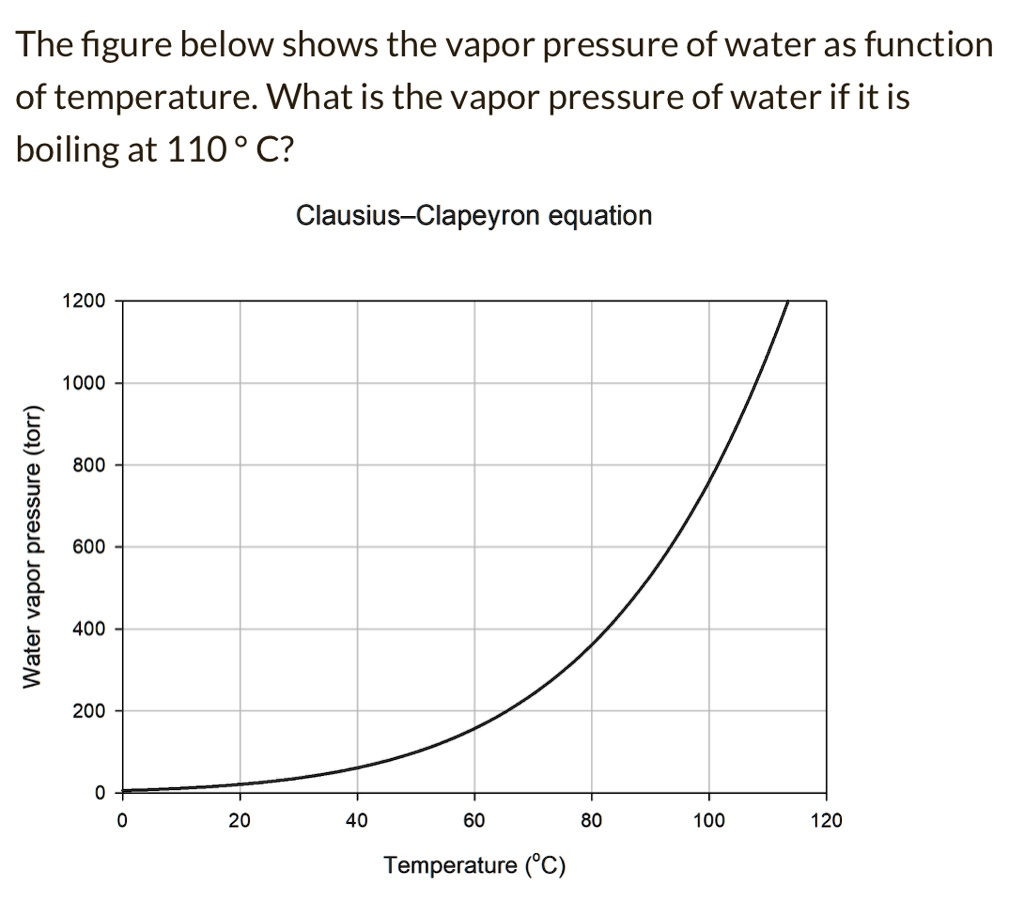 The figure below shows the vapor pressure of water as function
of temperature. What is the vapor pressure of water if it is
boiling at 110° C?
Clausius–Clapeyron equation
1200
1000
800
600
400
200
0
Water vapor pressure (torr)
0 20 40 60 80 100 120
Temperature (°C)